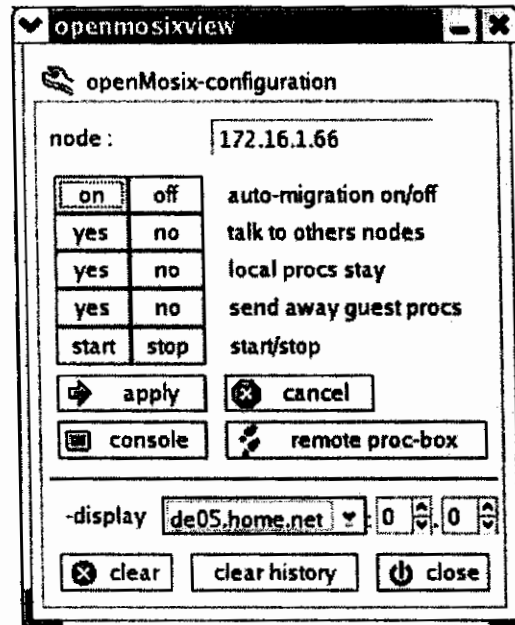 openmosixview
openMosix-configuration
node : 172.16.1.66
on off auto-migration on/off
yes no talk to others nodes
yes no local procs stay
yes no send away guest procs
start stop start/stop
apply cancel
console remote proc-box
-display de05.home.net : 0 . 0
clear clear history close